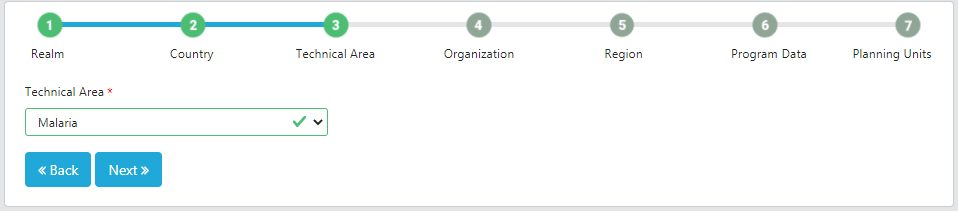 1 2 3 4 5 6 7
Realm Country Technical Area Organization Region Program Data Planning Units
Technical Area *
Malaria
« Back Next »